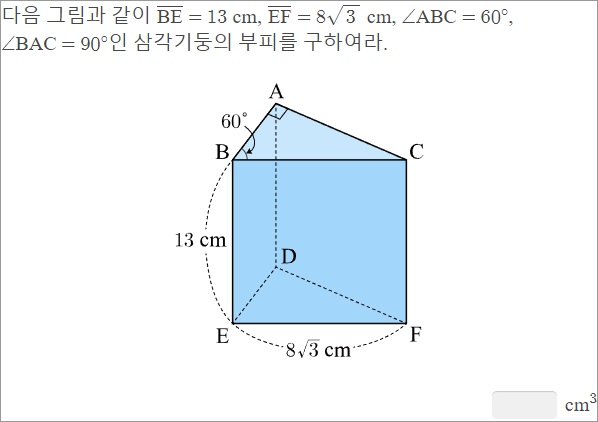 다음 그림과 같이 BE = 13 cm, EF = 8√3 cm, ∠ABC = 60°,
∠BAC = 90°인 삼각기둥의 부피를 구하여라.
A
60°
B
C
13 cm
D
E
F
8√3 cm
cm³